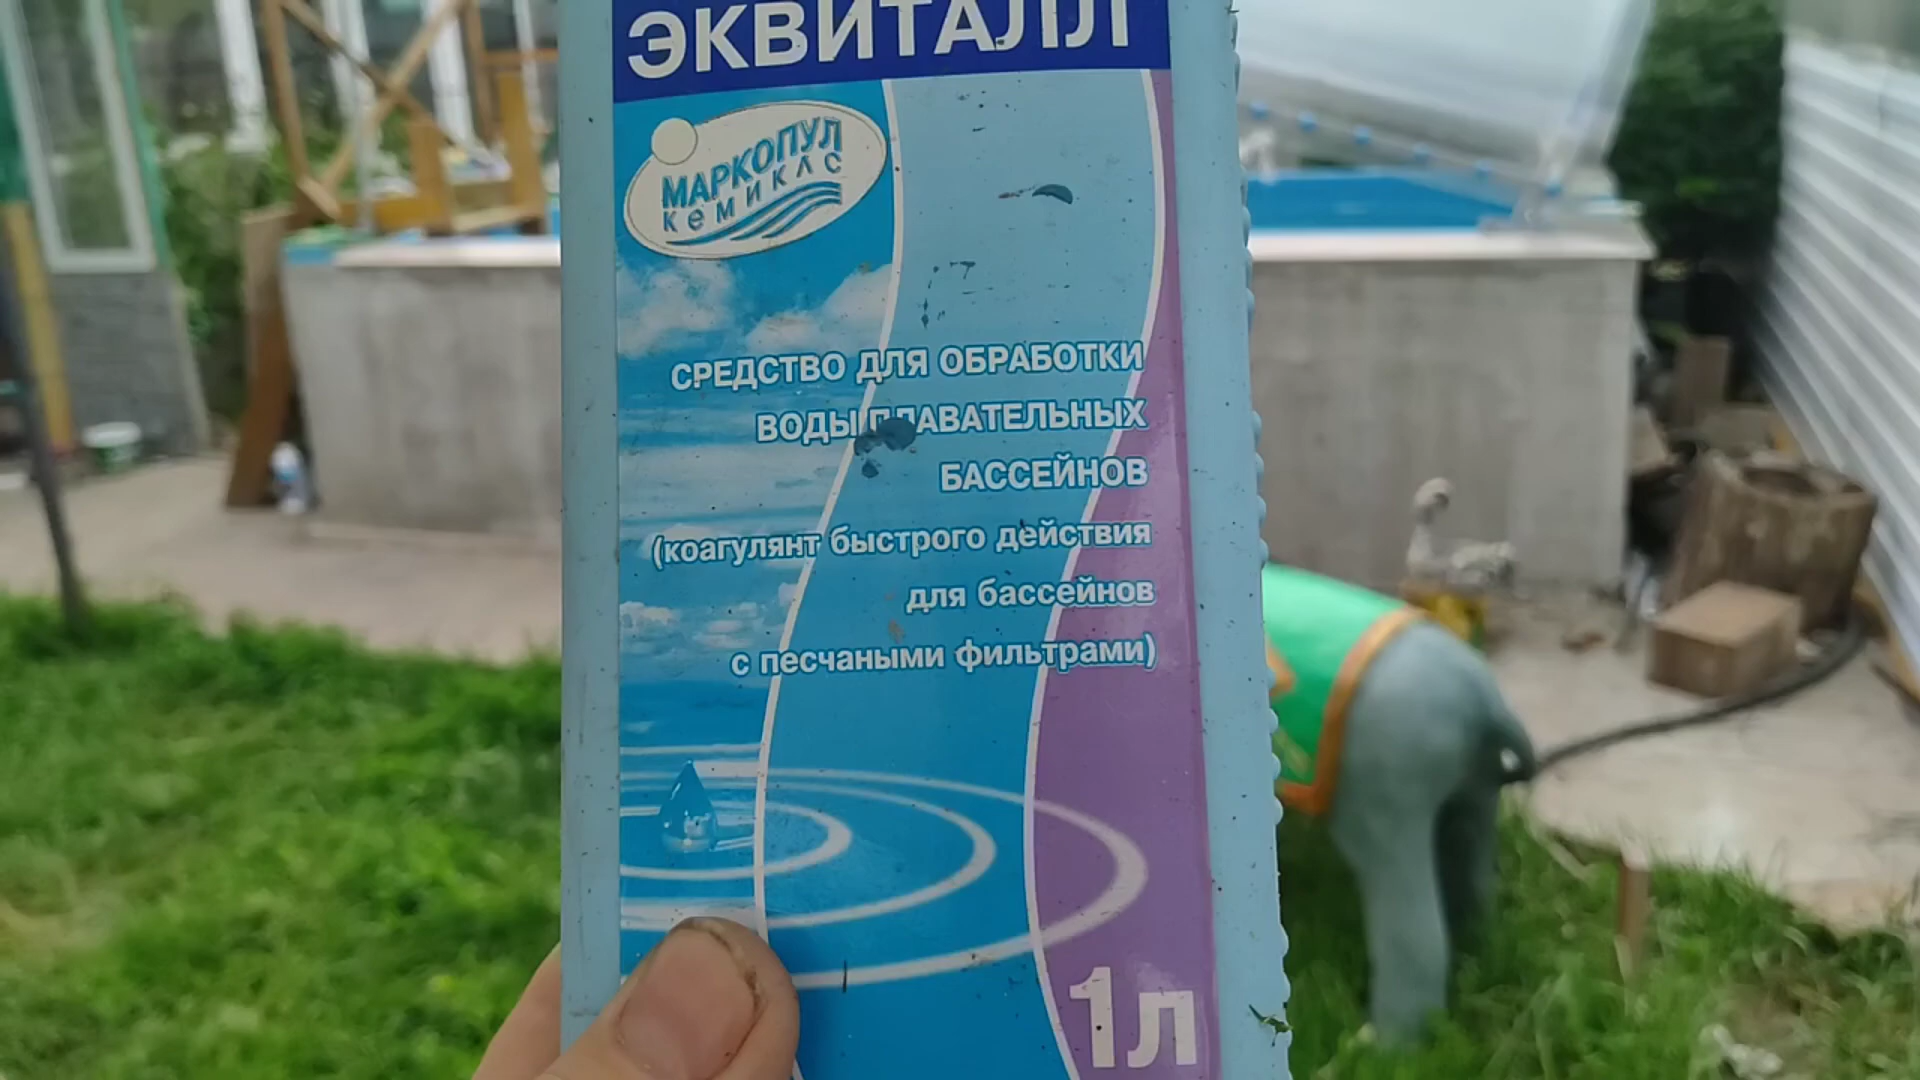 ЭКВИТАЛЛ
МАРКОПУЛ
кемиклс
СРЕДСТВО ДЛЯ ОБРАБОТКИ
ВОДЫ ПЛАВАТЕЛЬНЫХ
БАССЕЙНОВ
(коагулянт быстрого действия
для бассейнов
с песчаными фильтрами)
1л